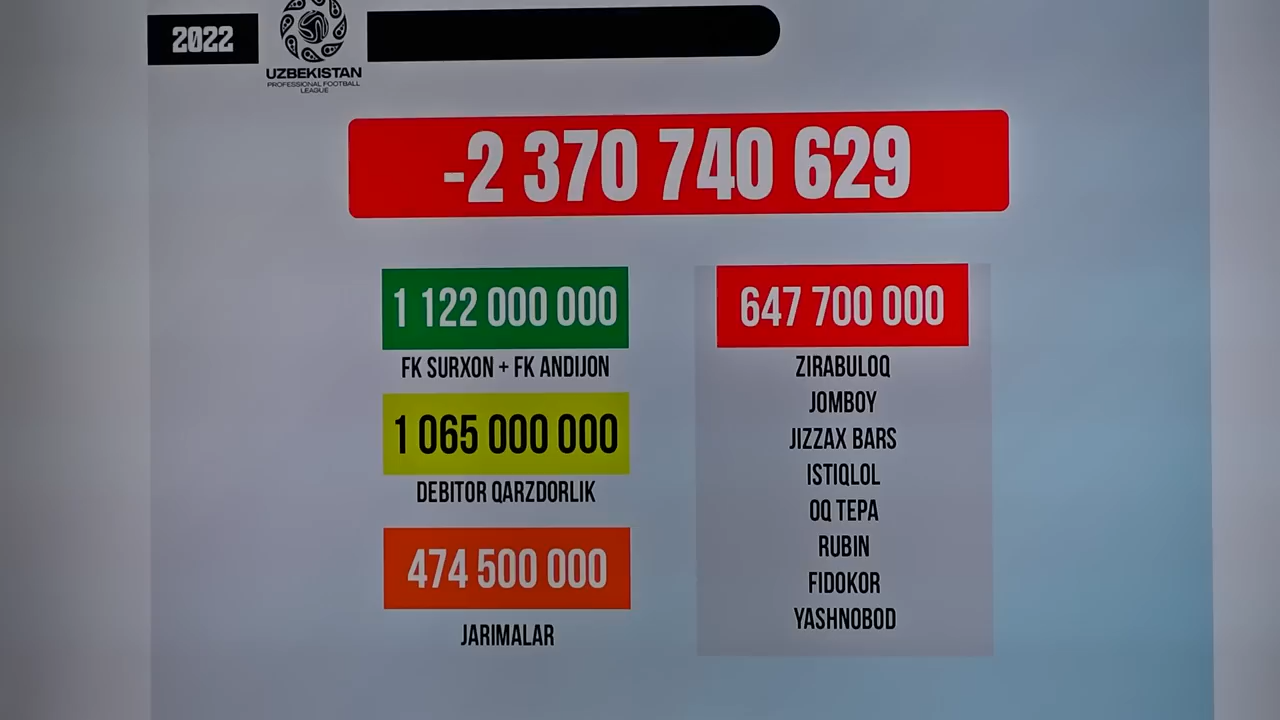 2022
UZBEKISTAN
PROFESSIONAL FOOTBALL
LEAGUE
-2 370 740 629
1 122 000 000
FK SURXON + FK ANDIJON
1 065 000 000
DEBITOR QARZDORLIK
474 500 000
JARIMALAR
647 700 000
ZIRABULOQ
JOMBOY
JIZZAX BARS
ISTIQLOL
OQ TEPA
RUBIN
FIDOKOR
YASHNOBOD